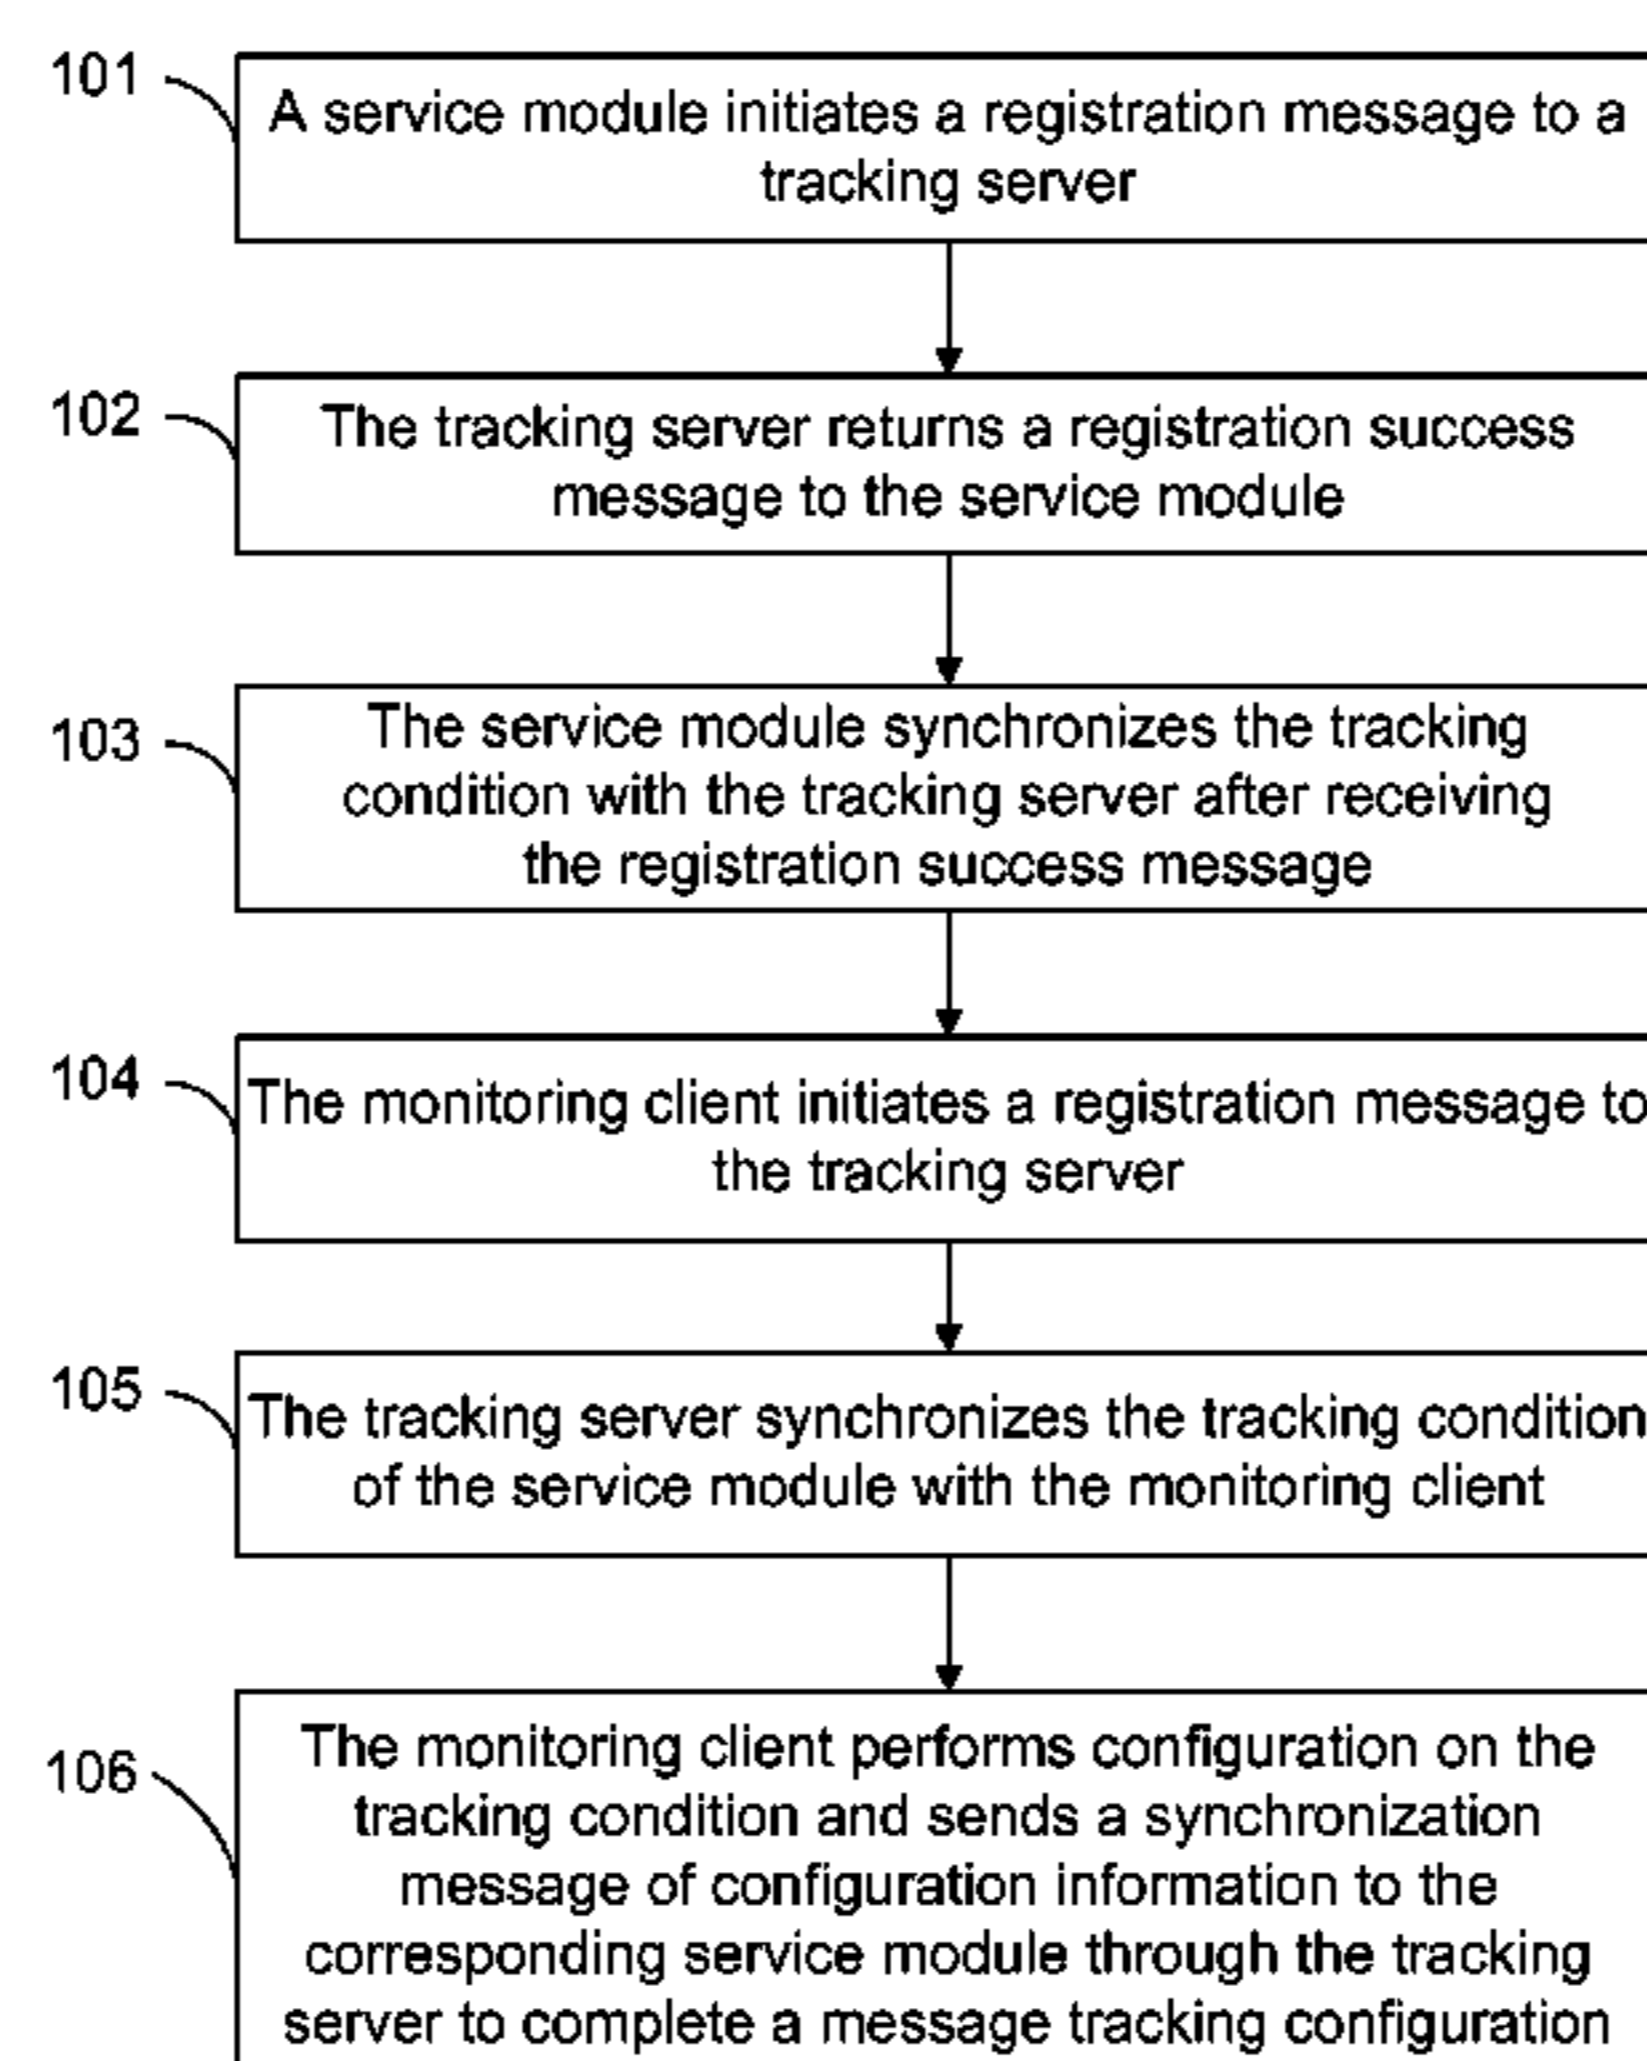 101
A service module initiates a registration message to a
tracking server
102
The tracking server returns a registration success
message to the service module
103
The service module synchronizes the tracking
condition with the tracking server after receiving
the registration success message
104
The monitoring client initiates a registration message to
the tracking server
105
The tracking server synchronizes the tracking condition
of the service module with the monitoring client
106
The monitoring client performs configuration on the
tracking condition and sends a synchronization
message of configuration information to the
corresponding service module through the tracking
server to complete a message tracking configuration